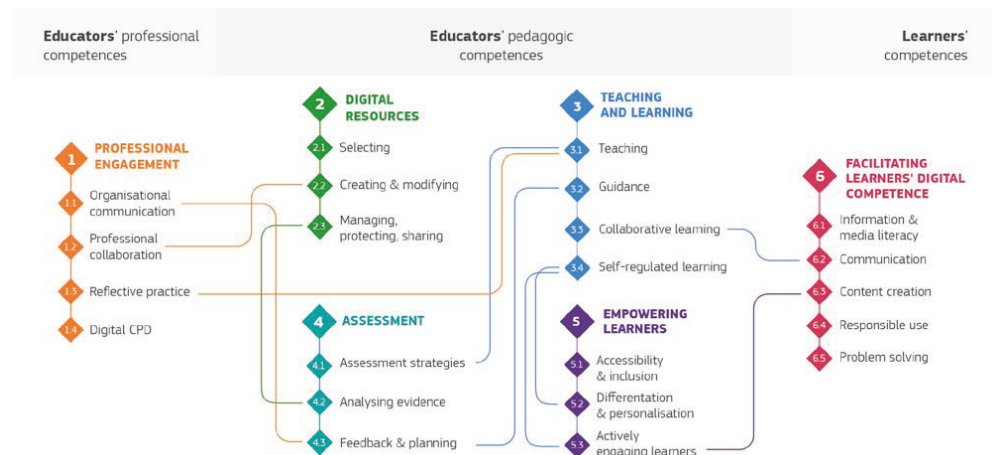 Educators' professional
competences
Educators' pedagogic
competences
Learners'
competences
1
PROFESSIONAL
ENGAGEMENT
1.1
Organisational
communication
1.2
Professional
collaboration
1.3
Reflective practice
1.4
Digital CPD
2
DIGITAL
RESOURCES
2.1
Selecting
2.2
Creating & modifying
2.3
Managing,
protecting, sharing
3
TEACHING
AND LEARNING
3.1
Teaching
3.2
Guidance
3.3
Collaborative learning
3.4
Self-regulated learning
4
ASSESSMENT
4.1
Assessment strategies
4.2
Analysing evidence
4.3
Feedback & planning
5
EMPOWERING
LEARNERS
5.1
Accessibility
& inclusion
5.2
Differentation
& personalisation
5.3
Actively
engaging learners
6
FACILITATING
LEARNERS' DIGITAL
COMPETENCE
6.1
Information &
media literacy
6.2
Communication
6.3
Content creation
6.4
Responsible use
6.5
Problem solving